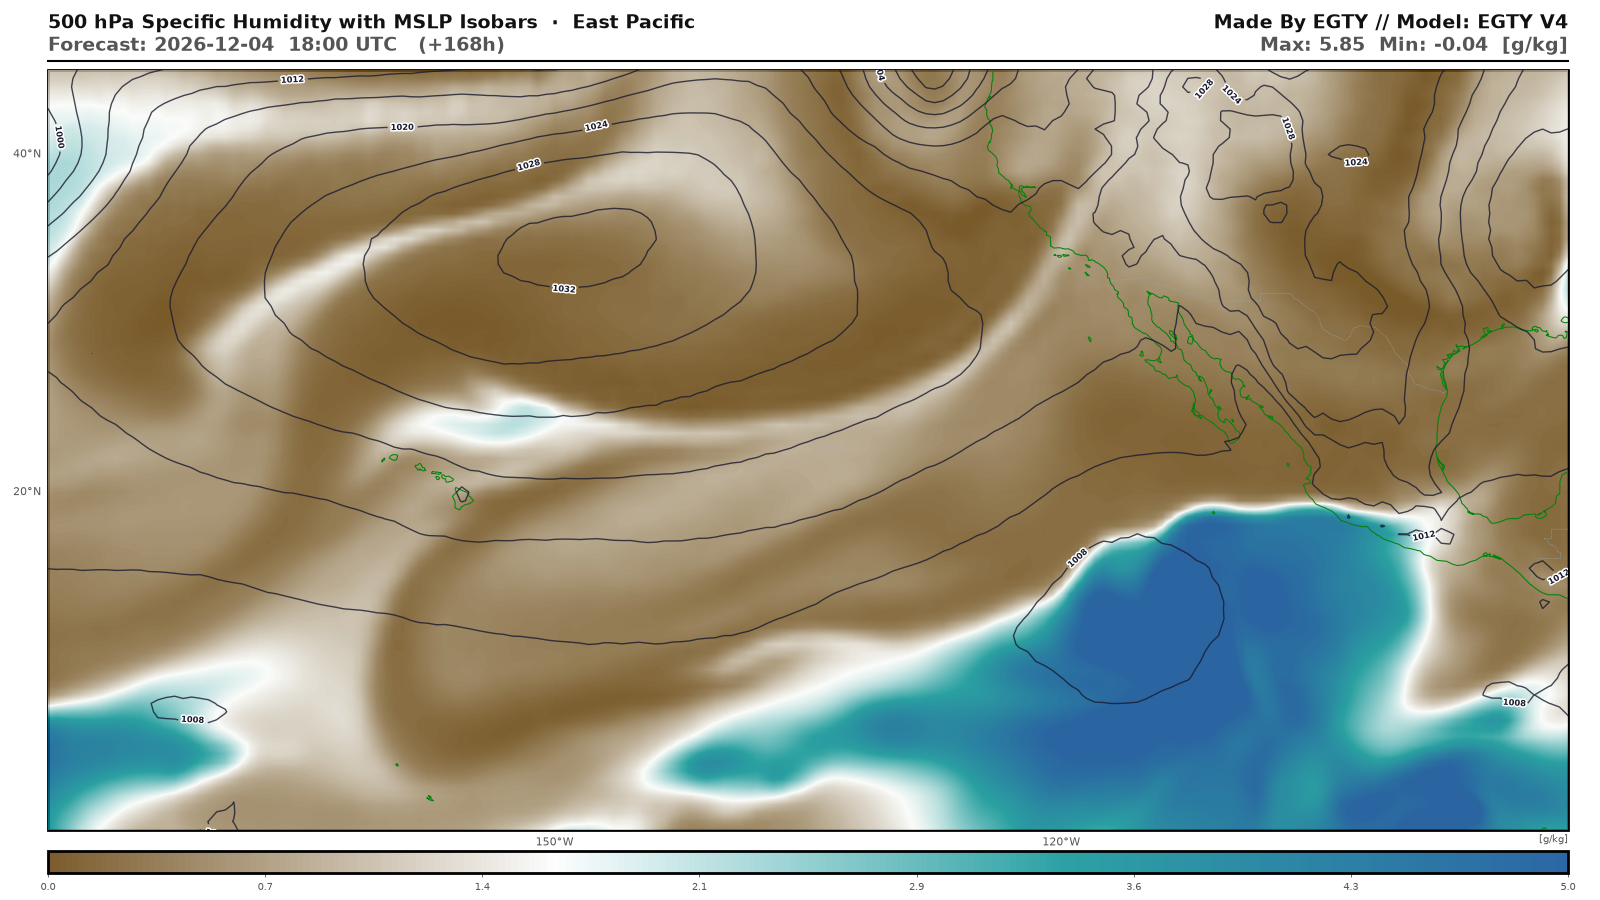 500 hPa Specific Humidity with MSLP Isobars · East Pacific
Made By EGTY // Model: EGTY V4
Forecast: 2026-12-04 18:00 UTC (+168h)
Max: 5.85 Min: -0.04 [g/kg]
1012
1028
1024
1000
1020
1024
1028
40°N
1028
1024
1032
20°N
1012
1008
1012
1008
1008
150°W
120°W
[g/kg]
0.0
0.7
1.4
2.1
2.9
3.6
4.3
5.0